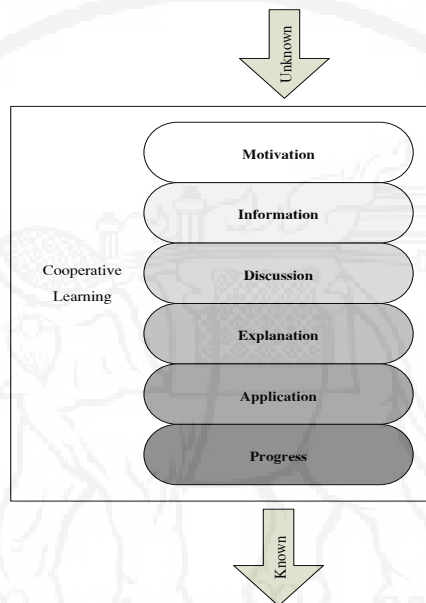 Unknown
Motivation
Information
Cooperative
Learning
Discussion
Explanation
Application
Progress
Known